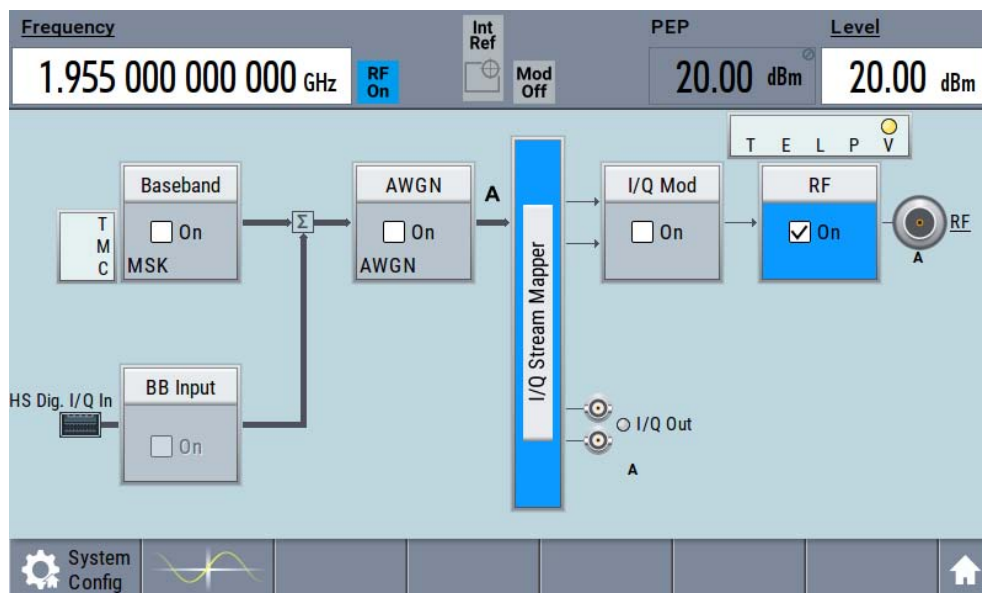 Frequency
Int
Ref
PEP
Level
1.955 000 000 000 GHz
RF
On
Mod
Off
20.00 dBm
20.00 dBm
T E L P V
Baseband
AWGN
A
I/Q Mod
RF
T
M
C
On
On
On
On
RF
A
MSK
AWGN
I/Q Stream Mapper
BB Input
HS Dig. I/Q In
On
I/Q Out
A
System
Config